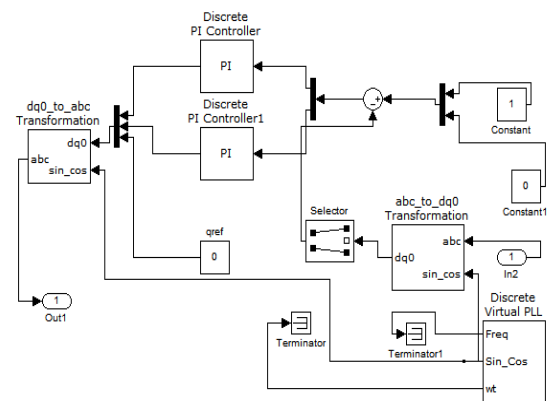 Discrete
PI Controller
PI
Discrete
PI Controller1
PI
dq0_to_abc
Transformation
dq0
abc
sin_cos
-+
1
Constant
0
Constant1
Selector
abc_to_dq0
Transformation
abc
dq0
sin_cos
1
In2
qref
0
1
Out1
Terminator
Terminator1
Discrete
Virtual PLL
Freq
Sin_Cos
wt